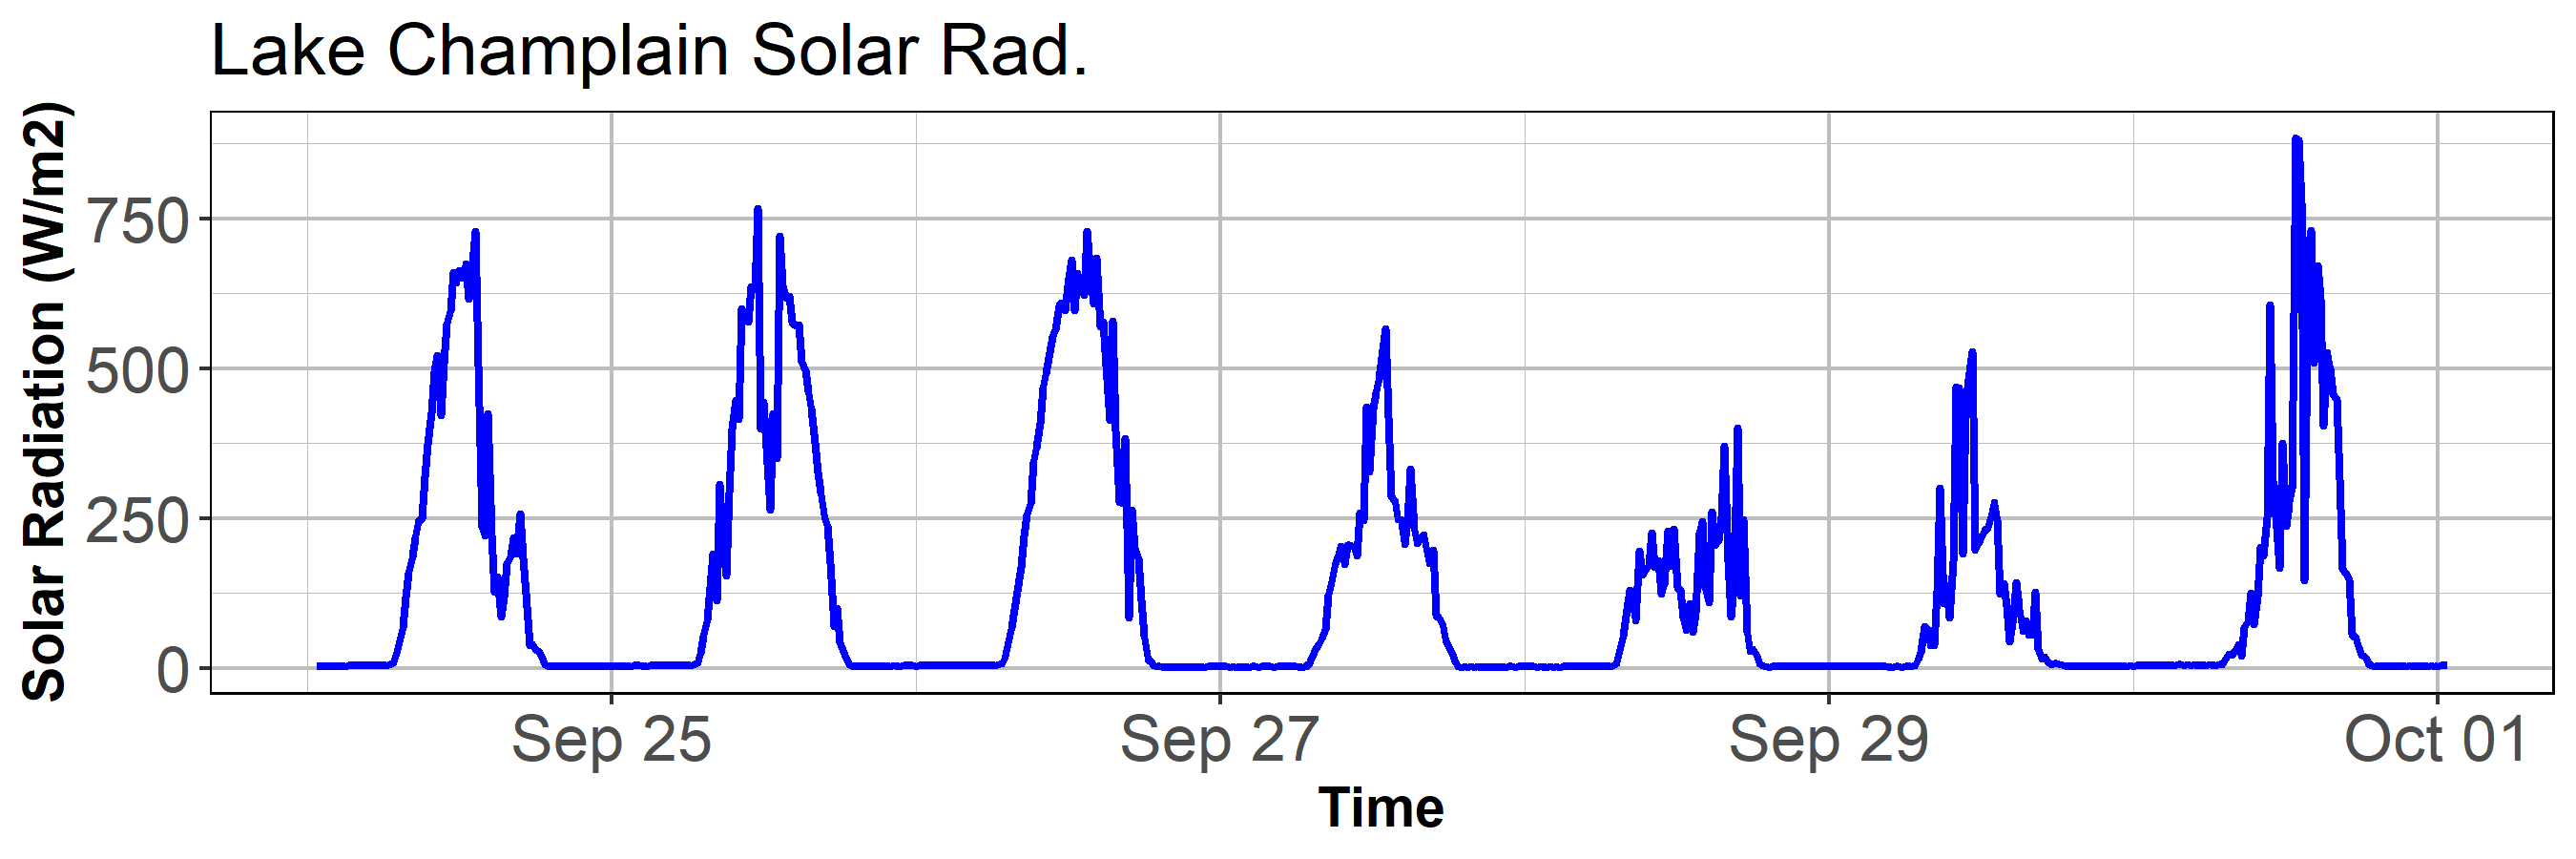 Lake Champlain Solar Rad.
Solar Radiation (W/m2)
750
500
250
0
Sep 25
Sep 27
Sep 29
Oct 01
Time